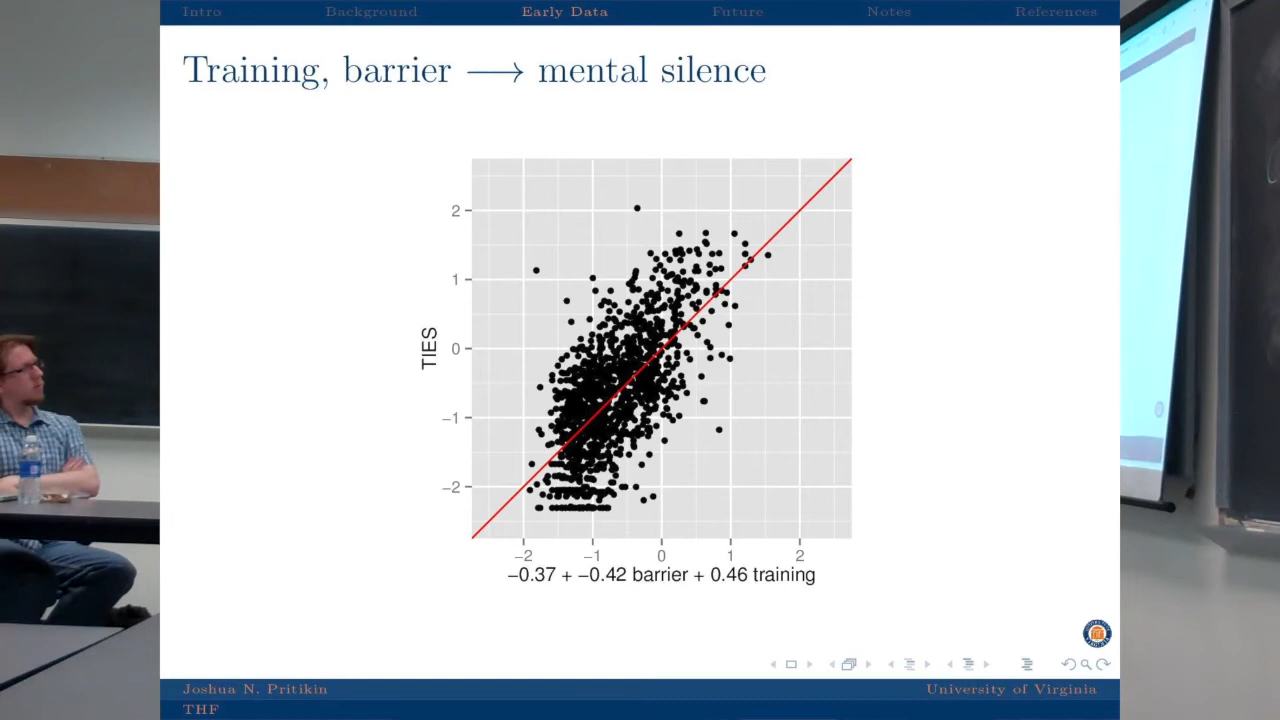 Intro Background Early Data Future Notes References
Training, barrier ⟶ mental silence
2
1
0
−1
−2
TIES
−2 −1 0 1 2
−0.37 + −0.42 barrier + 0.46 training
Joshua N. Pritikin University of Virginia
THF